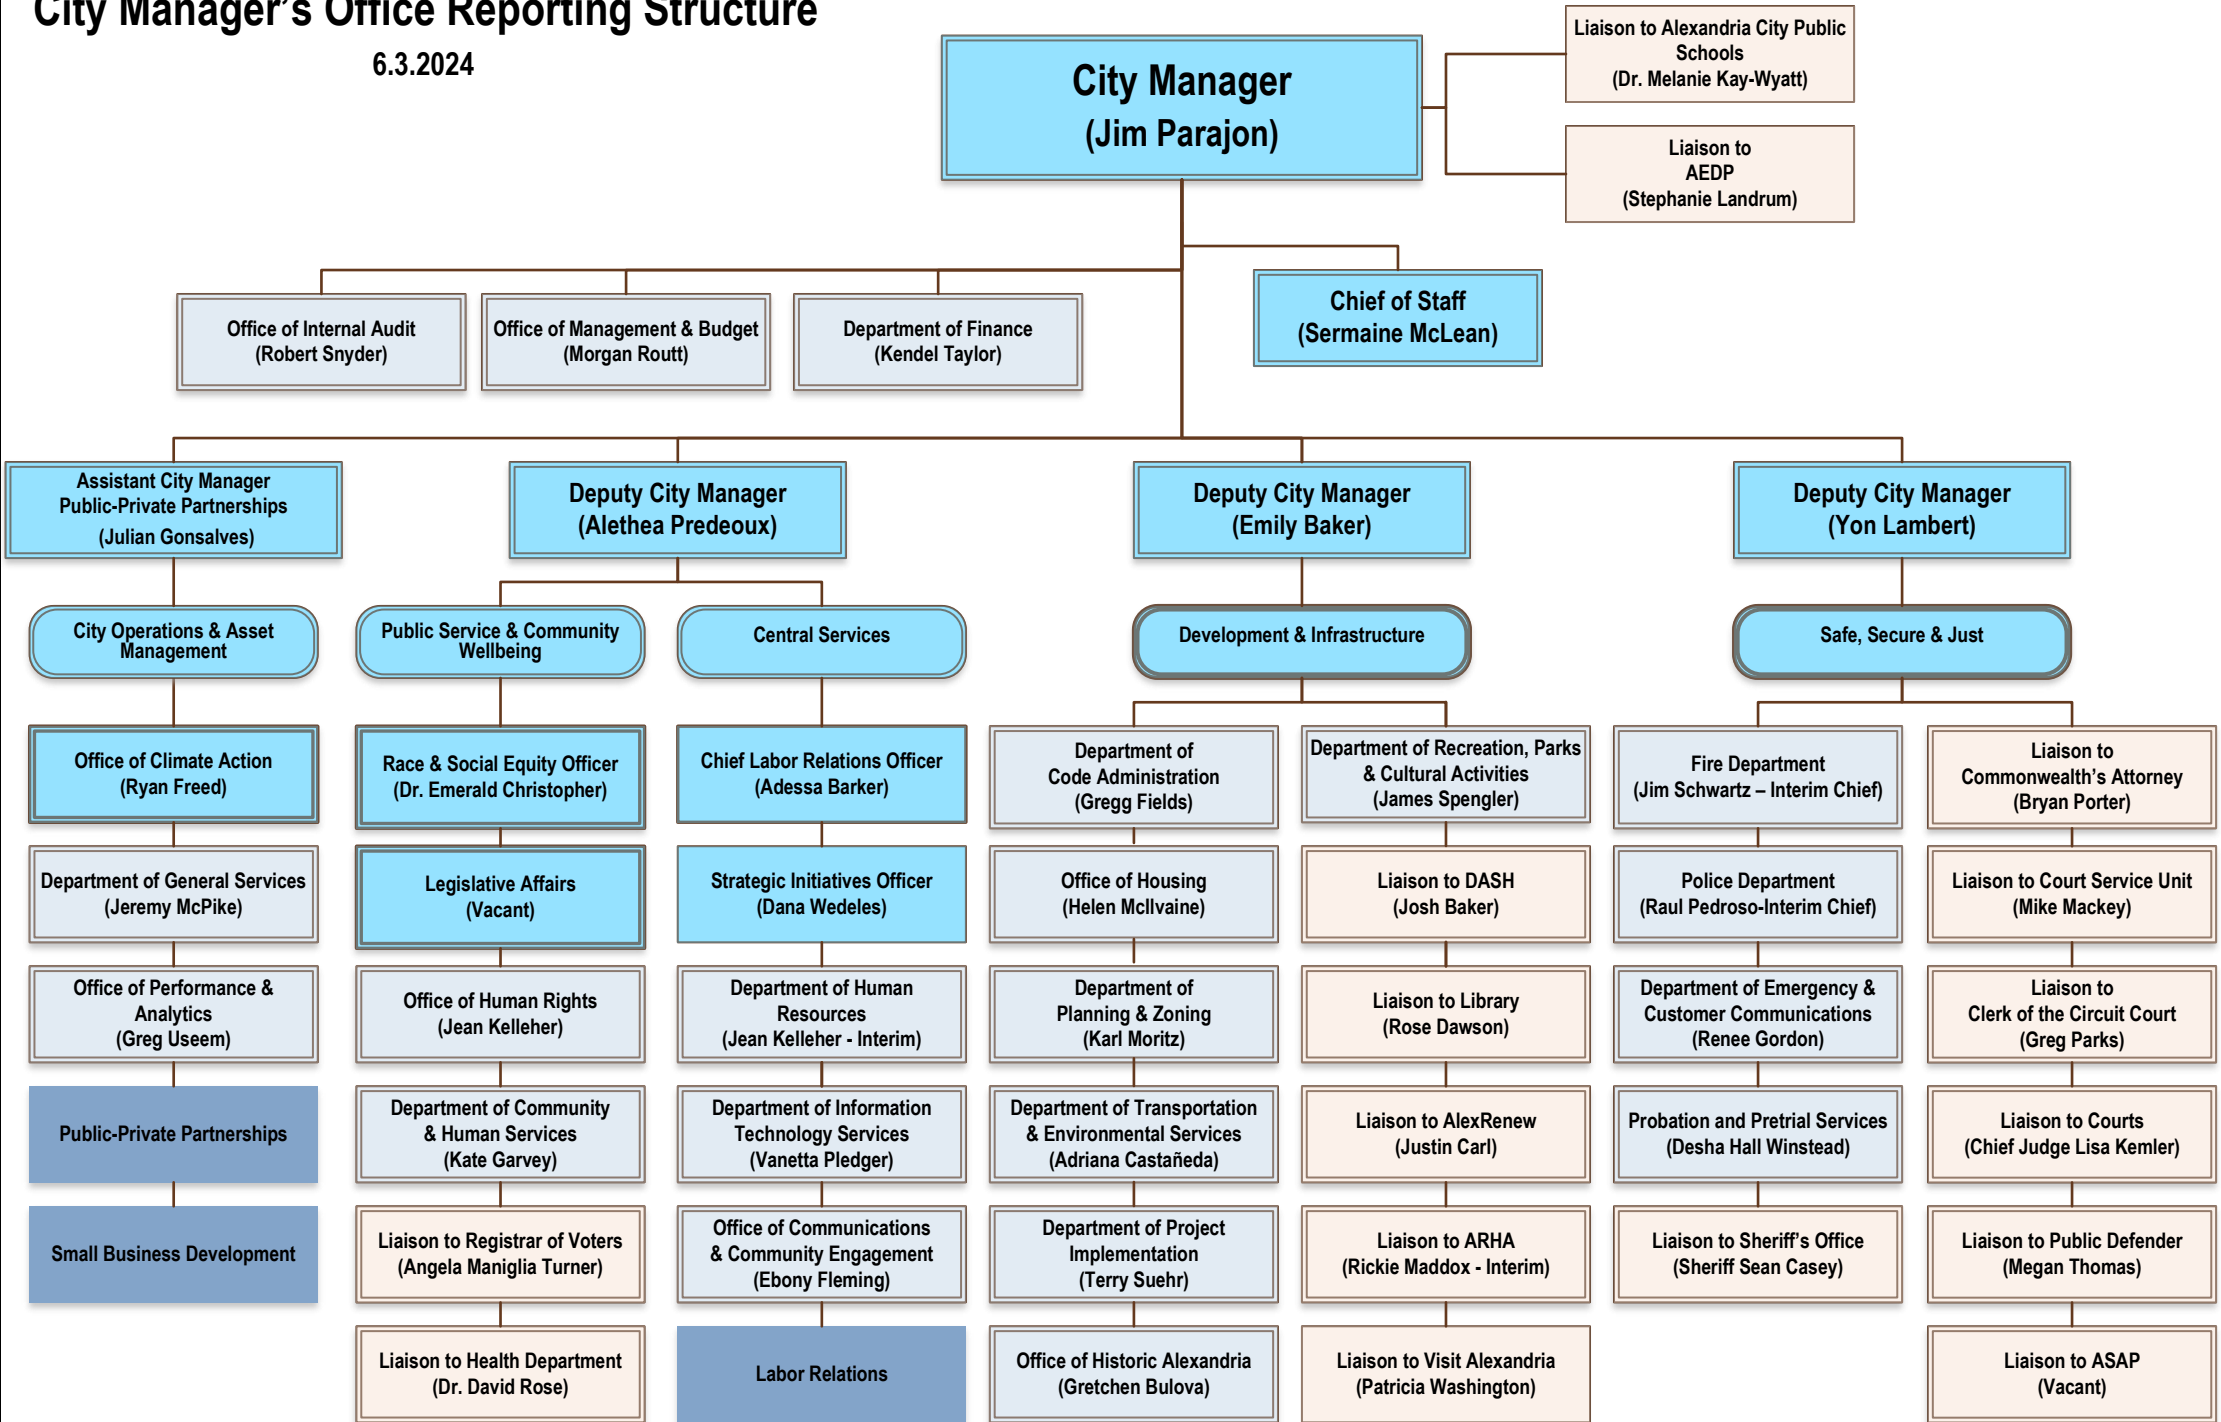 City Manager's Office Reporting Structure
6.3.2024
City Manager
(Jim Parajon)
Liaison to Alexandria City Public
Schools
(Dr. Melanie Kay-Wyatt)
Liaison to
AEDP
(Stephanie Landrum)
Office of Internal Audit
(Robert Snyder)
Office of Management & Budget
(Morgan Routt)
Department of Finance
(Kendel Taylor)
Chief of Staff
(Sermaine McLean)
Assistant City Manager
Public-Private Partnerships
(Julian Gonsalves)
Deputy City Manager
(Alethea Predeoux)
Deputy City Manager
(Emily Baker)
Deputy City Manager
(Yon Lambert)
City Operations & Asset
Management
Public Service & Community
Wellbeing
Central Services
Development & Infrastructure
Safe, Secure & Just
Office of Climate Action
(Ryan Freed)
Department of General Services
(Jeremy McPike)
Office of Performance &
Analytics
(Greg Useem)
Public-Private Partnerships
Small Business Development
Race & Social Equity Officer
(Dr. Emerald Christopher)
Legislative Affairs
(Vacant)
Office of Human Rights
(Jean Kelleher)
Department of Community
& Human Services
(Kate Garvey)
Liaison to Registrar of Voters
(Angela Maniglia Turner)
Liaison to Health Department
(Dr. David Rose)
Chief Labor Relations Officer
(Adessa Barker)
Strategic Initiatives Officer
(Dana Wedeles)
Department of Human
Resources
(Jean Kelleher - Interim)
Department of Information
Technology Services
(Vanetta Pledger)
Office of Communications
& Community Engagement
(Ebony Fleming)
Labor Relations
Department of
Code Administration
(Gregg Fields)
Office of Housing
(Helen McIlvaine)
Department of
Planning & Zoning
(Karl Moritz)
Department of Transportation
& Environmental Services
(Adriana Castañeda)
Department of Project
Implementation
(Terry Suehr)
Office of Historic Alexandria
(Gretchen Bulova)
Department of Recreation, Parks
& Cultural Activities
(James Spengler)
Liaison to DASH
(Josh Baker)
Liaison to Library
(Rose Dawson)
Liaison to AlexRenew
(Justin Carl)
Liaison to ARHA
(Rickie Maddox - Interim)
Liaison to Visit Alexandria
(Patricia Washington)
Fire Department
(Jim Schwartz – Interim Chief)
Police Department
(Raul Pedroso-Interim Chief)
Department of Emergency &
Customer Communications
(Renee Gordon)
Probation and Pretrial Services
(Desha Hall Winstead)
Liaison to Sheriff's Office
(Sheriff Sean Casey)
Liaison to
Commonwealth's Attorney
(Bryan Porter)
Liaison to Court Service Unit
(Mike Mackey)
Liaison to
Clerk of the Circuit Court
(Greg Parks)
Liaison to Courts
(Chief Judge Lisa Kemler)
Liaison to Public Defender
(Megan Thomas)
Liaison to ASAP
(Vacant)